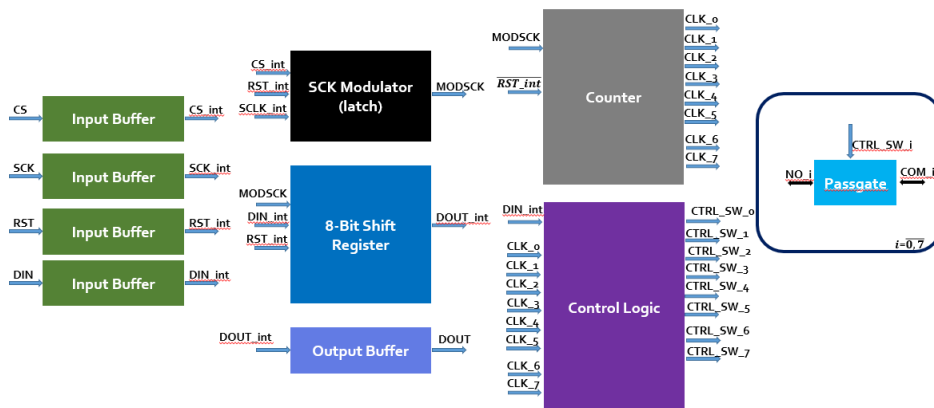 CS
Input Buffer
CS_int
SCK
Input Buffer
SCK_int
RST
Input Buffer
RST_int
DIN
Input Buffer
DIN_int
CS_int
RST_int
SCLK_int
SCK Modulator
(latch)
MODSCK
MODSCK
DIN_int
RST_int
8-Bit Shift
Register
DOUT_int
DOUT_int
Output Buffer
DOUT
MODSCK
RST_int
Counter
CLK_0
CLK_1
CLK_2
CLK_3
CLK_4
CLK_5
CLK_6
CLK_7
DIN_int
CLK_0
CLK_1
CLK_2
CLK_3
CLK_4
CLK_5
CLK_6
CLK_7
Control Logic
CTRL_SW_0
CTRL_SW_1
CTRL_SW_2
CTRL_SW_3
CTRL_SW_4
CTRL_SW_5
CTRL_SW_6
CTRL_SW_7
CTRL_SW_i
NO_i
Passgate
COM_i
i=0,7